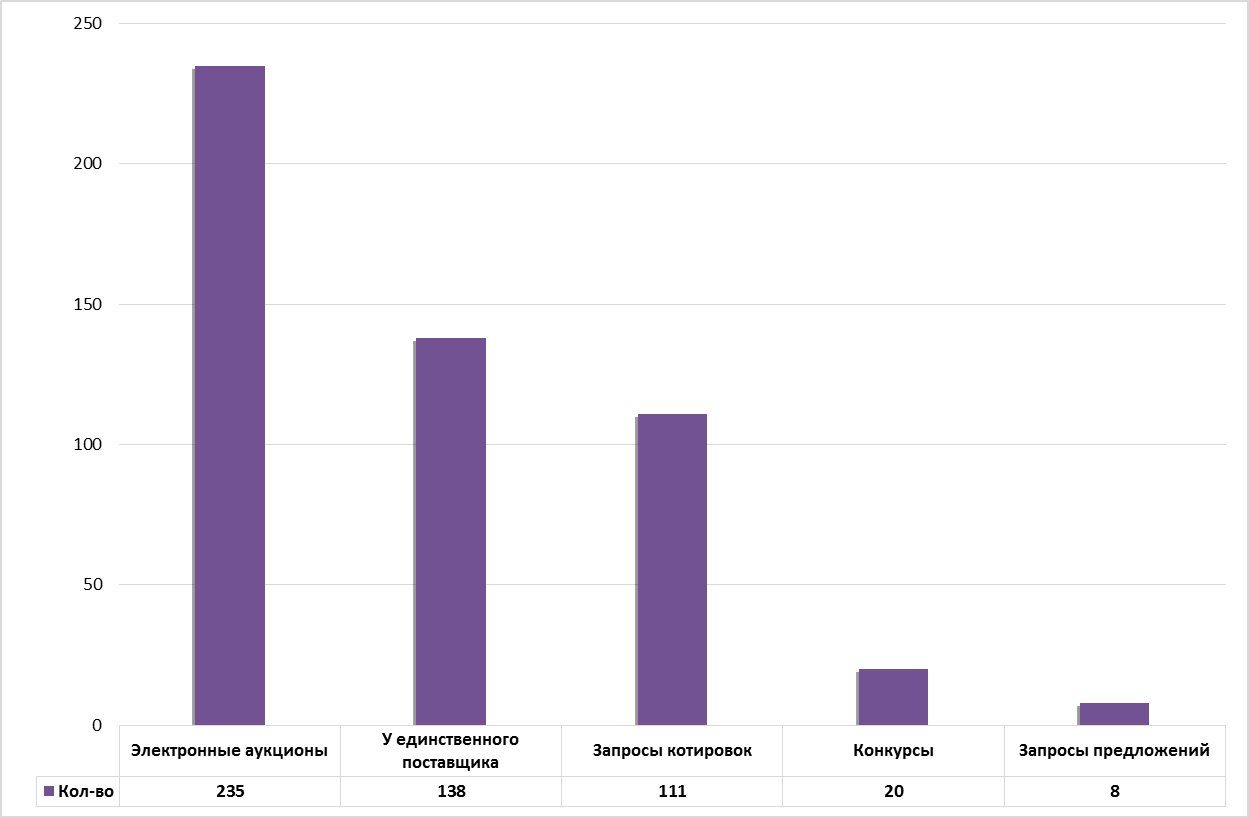 250
200
150
100
50
0
Электронные аукционы
У единственного
поставщика
Запросы котировок
Конкурсы
Запросы предложений
Кол-во 235 138 111 20 8